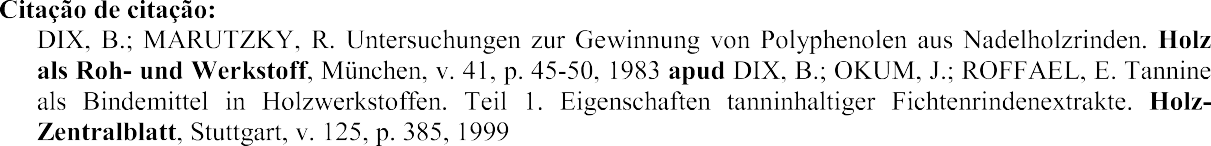 Citação de citação:
DIX, B.; MARUTZKY, R. Untersuchungen zur Gewinnung von Polyphenolen aus Nadelholzrinden. Holz
als Roh- und Werkstoff, München, v. 41, p. 45-50, 1983 apud DIX, B.; OKUM, J.; ROFFAEL, E. Tannine
als Bindemittel in Holzwerkstoffen. Teil 1. Eigenschaften tanninhaltiger Fichtenrindenextrakte. Holz-
Zentralblatt, Stuttgart, v. 125, p. 385, 1999